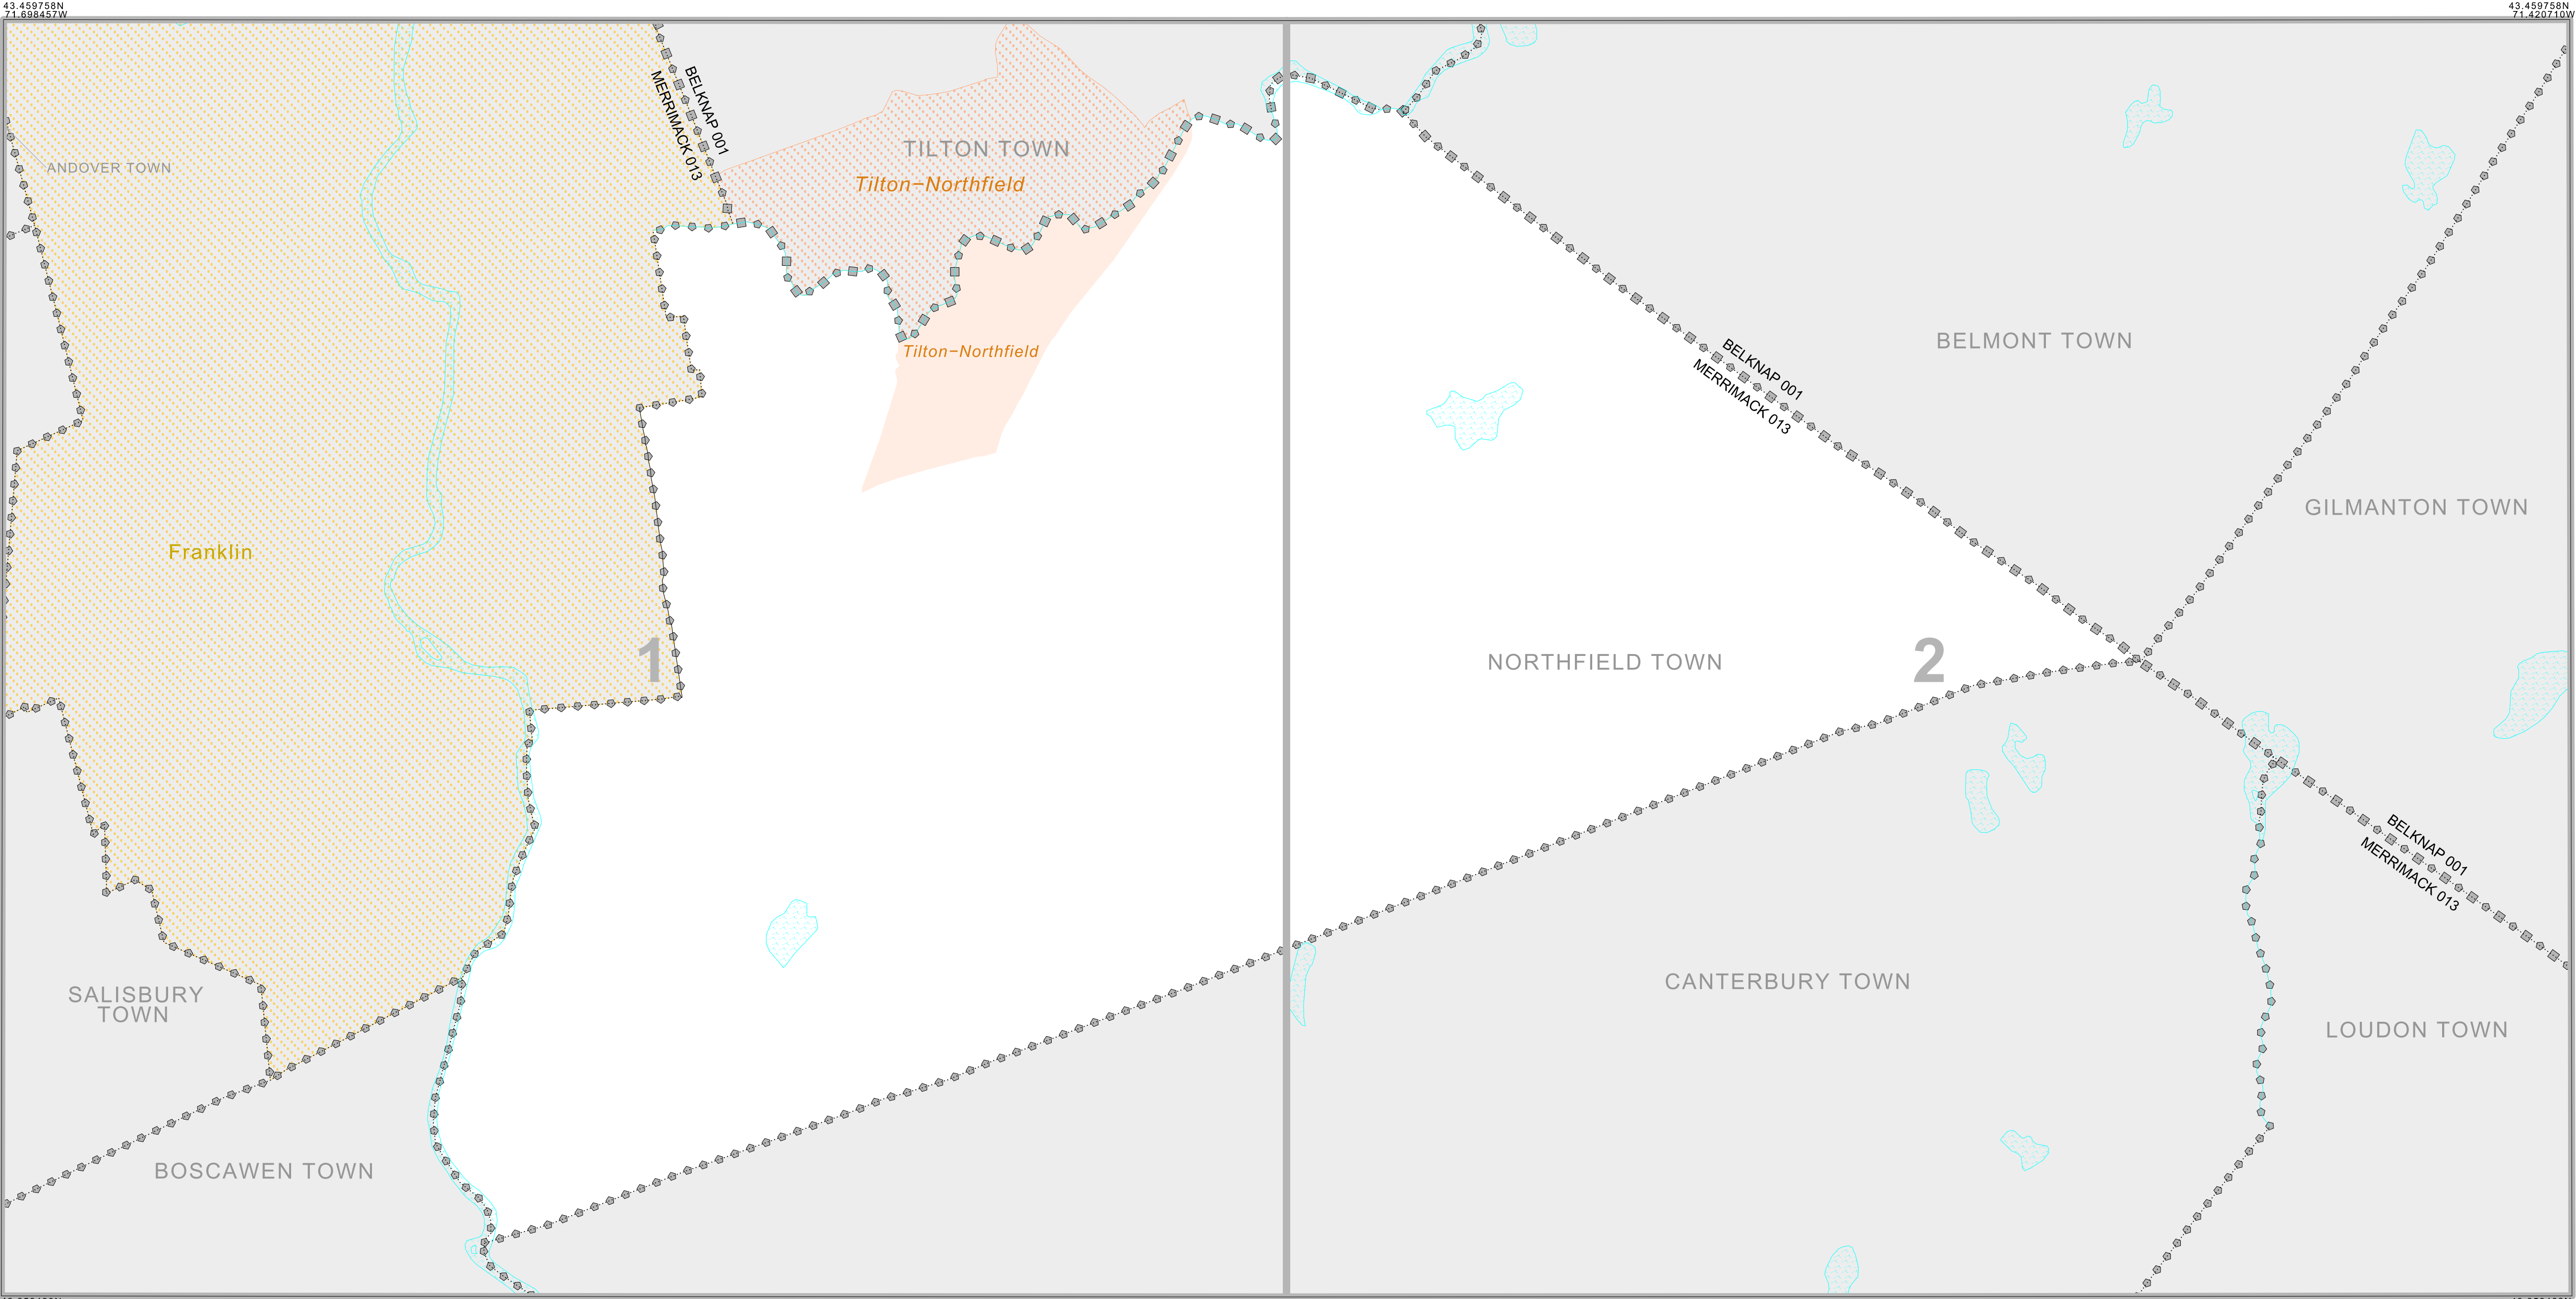 43.459758N
71.698457W
43.459758N
71.420710W
BELKNAP 001
MERRIMACK 013
TILTON TOWN
Tilton−Northfield
ANDOVER TOWN
BELMONT TOWN
Tilton−Northfield
BELKNAP 001
MERRIMACK 013
GILMANTON TOWN
Franklin
1
NORTHFIELD TOWN
2
BELKNAP 001
MERRIMACK 013
CANTERBURY TOWN
SALISBURY
TOWN
LOUDON TOWN
BOSCAWEN TOWN